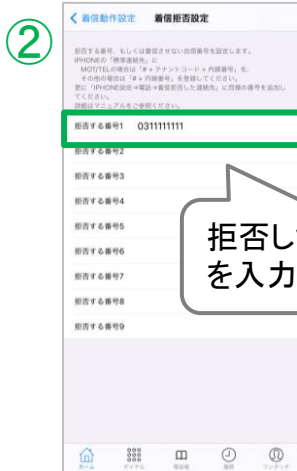 ②
着信動作設定 着信拒否設定
拒否する番号、もしくは着信させない内線番号を設定します。
IPHONEの「標準連絡先」に
MOT/TELの場合は「#+テナントコード+内線番号」を、
その他の場合は「#+内線番号」を登録してください。
更に「IPHONE設定→電話→着信拒否した連絡先」に同様の番号を追加し
てください。
詳細はマニュアルをご参照ください。
拒否する番号1 0311111111
拒否する番号2
拒否する番号3
拒否する番号4
拒否する番号5
拒否する番号6
拒否する番号7
拒否する番号8
拒否する番号9
拒否し
を入力
ホーム ダイヤル 電話帳 履歴 ワンタッチ